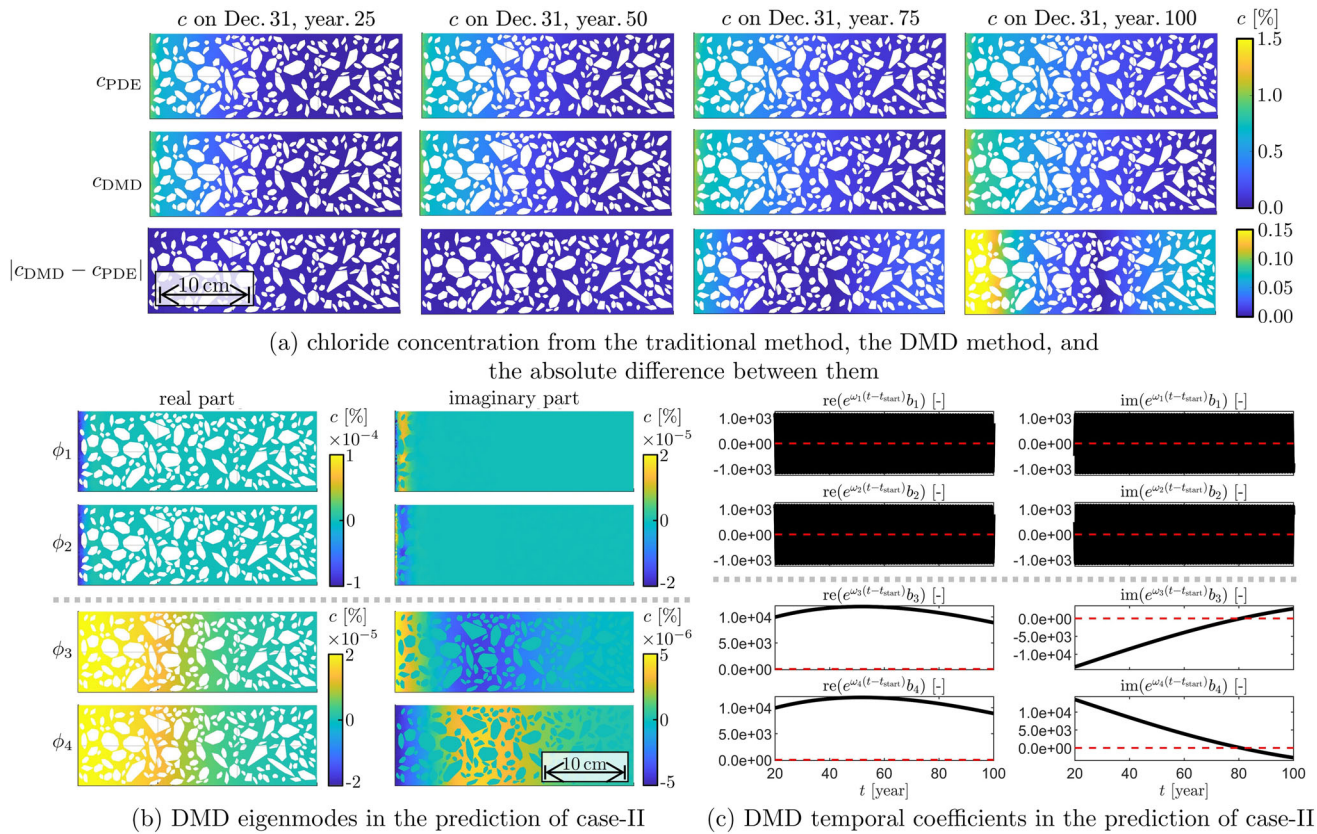 c on Dec. 31, year. 25 c on Dec. 31, year. 50 c on Dec. 31, year. 75 c on Dec. 31, year. 100 c [%]
1.5
c_PDE
1.0
c_DMD
0.5
0.0
|c_DMD − c_PDE|
0.15
0.10
0.05
0.00
10 cm
(a) chloride concentration from the traditional method, the DMD method, and
the absolute difference between them
real part imaginary part
c [%] c [%]
×10⁻⁴ ×10⁻⁵
ϕ₁
1 2
0 0
ϕ₂
-1 -2
c [%] c [%]
×10⁻⁵ ×10⁻⁶
ϕ₃
2 5
0 0
ϕ₄
10 cm
-2 -5
(b) DMD eigenmodes in the prediction of case-II
re(e^{ω₁(t−t_start)}b₁) [-] im(e^{ω₁(t−t_start)}b₁) [-]
1.0e+03 1.0e+03
0.0e+00 0.0e+00
-1.0e+03 -1.0e+03
re(e^{ω₂(t−t_start)}b₂) [-] im(e^{ω₂(t−t_start)}b₂) [-]
1.0e+03 1.0e+03
0.0e+00 0.0e+00
-1.0e+03 -1.0e+03
re(e^{ω₃(t−t_start)}b₃) [-] im(e^{ω₃(t−t_start)}b₃) [-]
1.0e+04 0.0e+00
5.0e+03 -5.0e+03
0.0e+00 -1.0e+04
re(e^{ω₄(t−t_start)}b₄) [-] im(e^{ω₄(t−t_start)}b₄) [-]
1.0e+04 1.0e+04
5.0e+03 5.0e+03
0.0e+00 0.0e+00
20 40 60 80 100 20 40 60 80 100
t [year] t [year]
(c) DMD temporal coefficients in the prediction of case-II